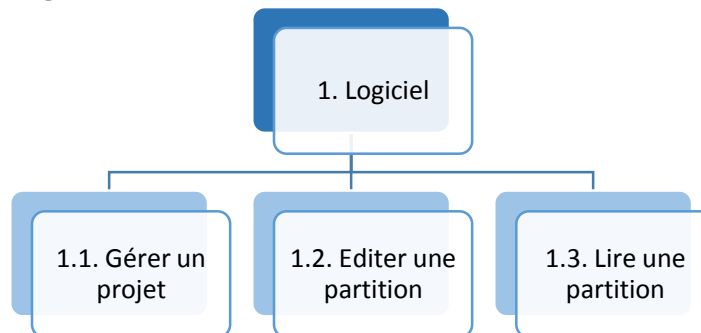 1. Logiciel
1.1. Gérer un
projet
1.2. Editer une
partition
1.3. Lire une
partition